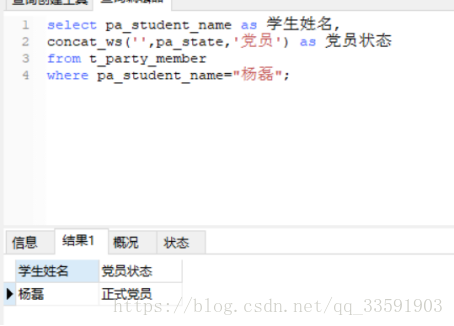 查询创建工具 查询编辑器
1 select pa_student_name as 学生姓名,
2 concat_ws('',pa_state,'党员') as 党员状态
3 from t_party_member
4 where pa_student_name="杨磊";
信息 结果1 概况 状态
学生姓名 党员状态
杨磊 正式党员
https://blog.csdn.net/qq_33591903